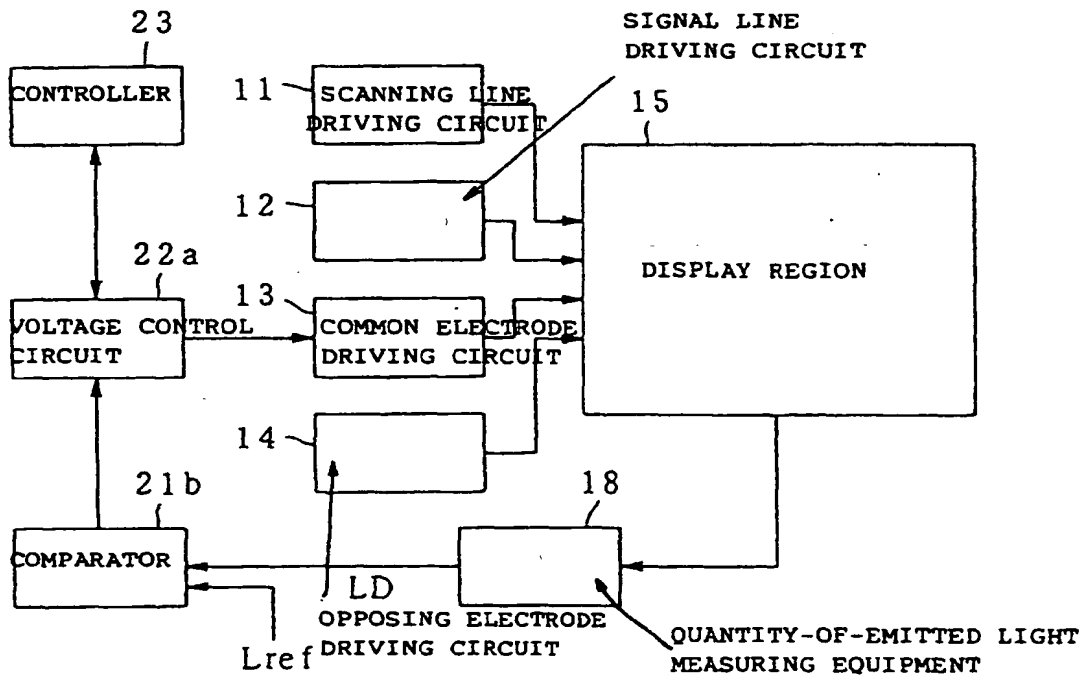 23
SIGNAL LINE
DRIVING CIRCUIT
CONTROLLER
11
SCANNING LINE
DRIVING CIRCUIT
15
12
22a
DISPLAY REGION
13
VOLTAGE CONTROL
CIRCUIT
COMMON ELECTRODE
DRIVING CIRCUIT
14
21b
18
COMPARATOR
LD
OPPOSING ELECTRODE
DRIVING CIRCUIT
Lref
QUANTITY-OF-EMITTED LIGHT
MEASURING EQUIPMENT